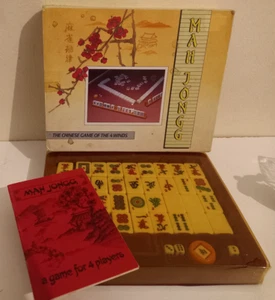 MAH JONGG
THE CHINESE GAME OF THE 4 WINDS
MAH JONGG
a game for 4 players